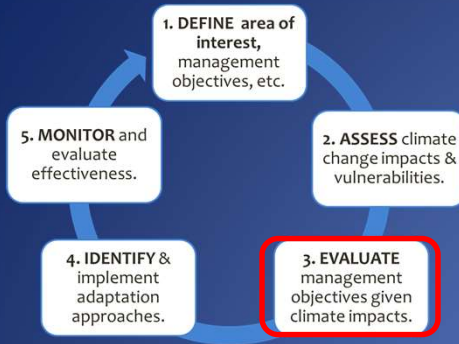 1. DEFINE area of
interest,
management
objectives, etc.
2. ASSESS climate
change impacts &
vulnerabilities.
3. EVALUATE
management
objectives given
climate impacts.
4. IDENTIFY &
implement
adaptation
approaches.
5. MONITOR and
evaluate
effectiveness.